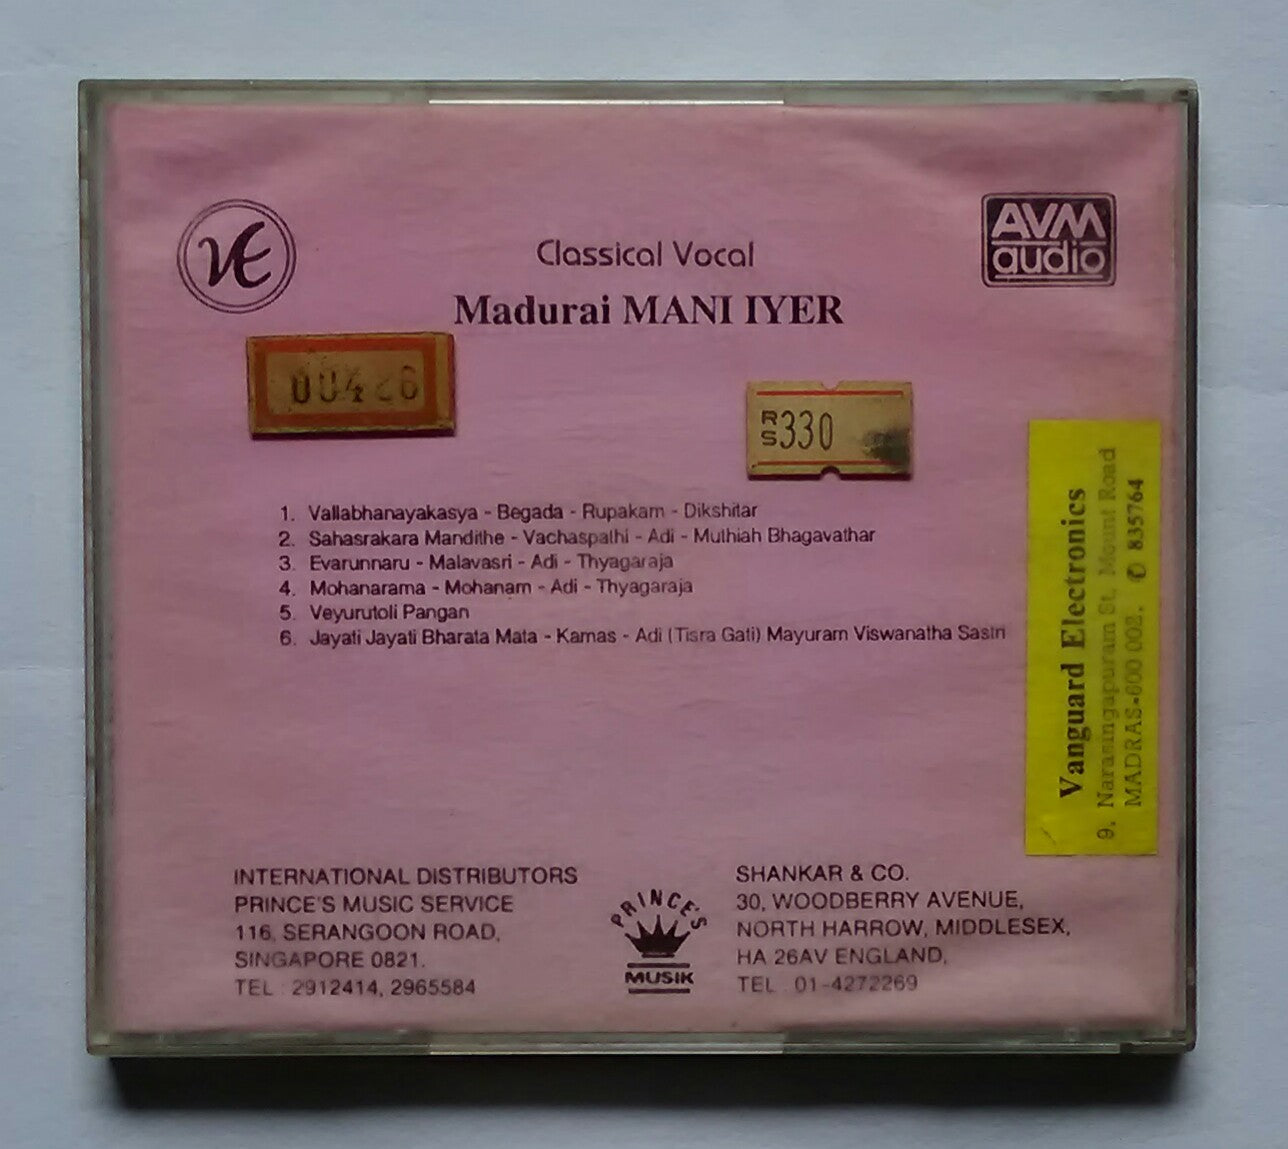 VE
AVM
audio
Classical Vocal
Madurai MANI IYER
00426
RS 330
1. Vallabhanayakasya - Begada - Rupakam - Dikshitar
2. Sahasrakara Mandithe - Vachaspathi - Adi - Muthiah Bhagavathar
3. Evarunnaru - Malavasri - Adi - Thyagaraja
4. Mohanarama - Mohanam - Adi - Thyagaraja
5. Veyurutoli Pangan
6. Jayati Jayati Bharata Mata - Kamas - Adi (Tisra Gati) Mayuram Viswanatha Sastri
Vanguard Electronics
9. Narasingapuram St, Mount Road
MADRAS-600 002. ✆ 835764
INTERNATIONAL DISTRIBUTORS
PRINCE'S MUSIC SERVICE
116, SERANGOON ROAD,
SINGAPORE 0821.
TEL : 2912414, 2965584
PRINCE'S
MUSIK
SHANKAR & CO.
30, WOODBERRY AVENUE,
NORTH HARROW, MIDDLESEX,
HA 26AV ENGLAND,
TEL : 01-4272269